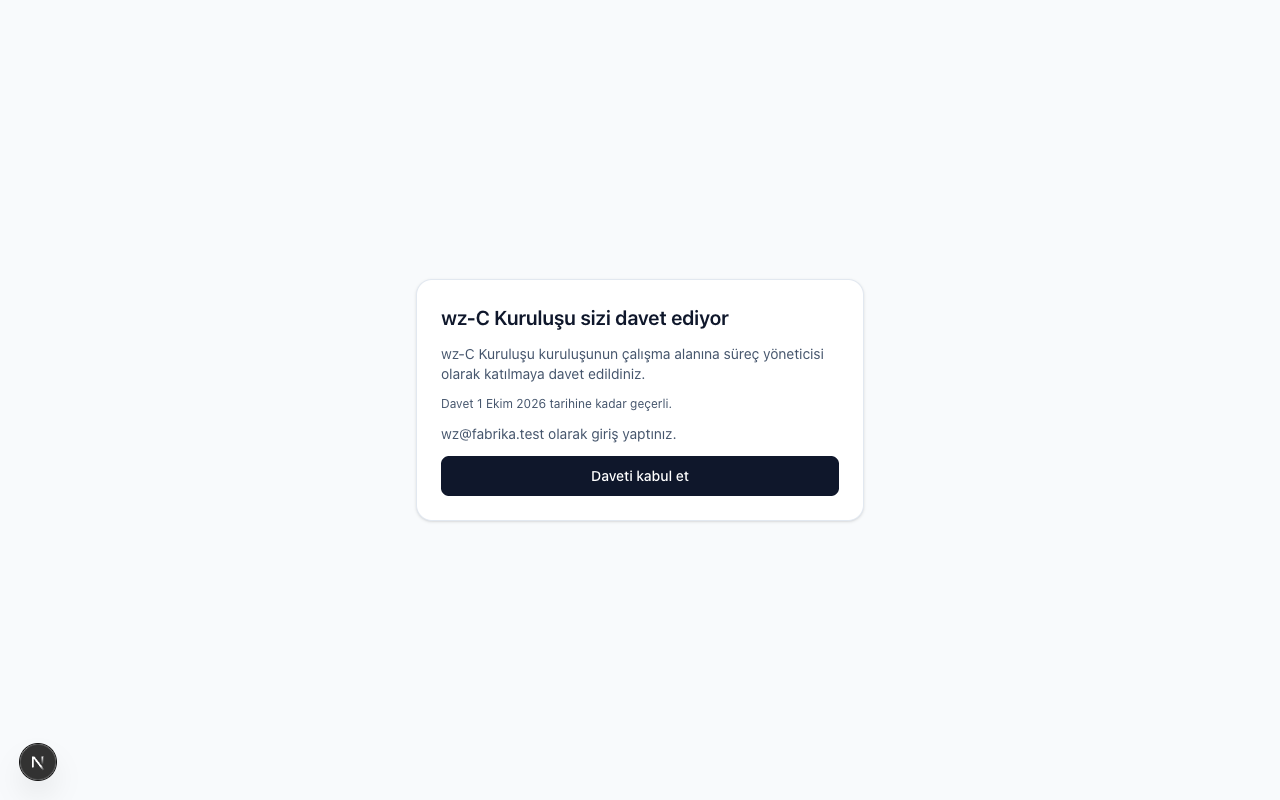 wz-C Kuruluşu sizi davet ediyor
wz-C Kuruluşu kuruluşunun çalışma alanına süreç yöneticisi
olarak katılmaya davet edildiniz.
Davet 1 Ekim 2026 tarihine kadar geçerli.
wz@fabrika.test olarak giriş yaptınız.
Daveti kabul et
N